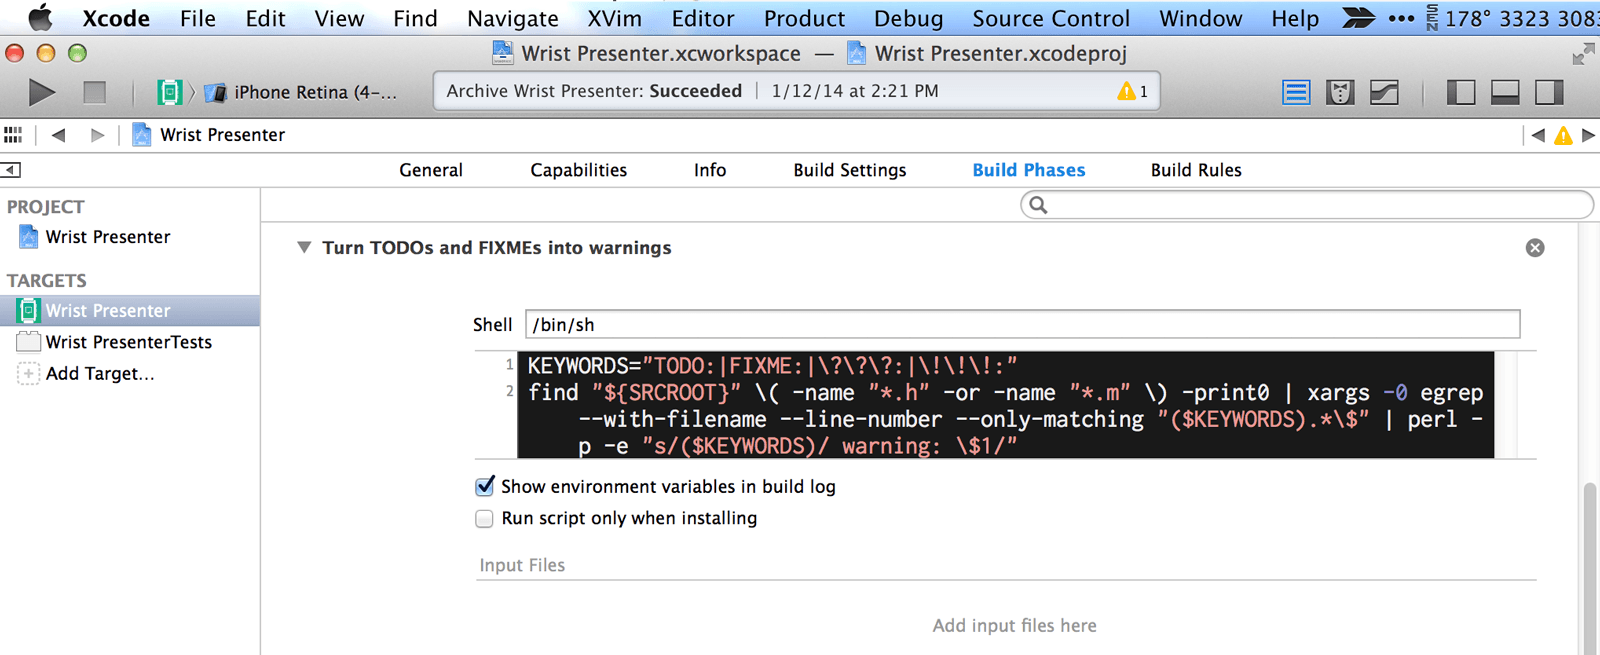 Xcode File Edit View Find Navigate XVim Editor Product Debug Source Control Window Help ••• SEN 178° 3323 308
Wrist Presenter.xcworkspace — Wrist Presenter.xcodeproj
iPhone Retina (4-... Archive Wrist Presenter: Succeeded | 1/12/14 at 2:21 PM 1
Wrist Presenter
General Capabilities Info Build Settings Build Phases Build Rules
PROJECT
Wrist Presenter
TARGETS
Wrist Presenter
Wrist PresenterTests
Add Target...
Turn TODOs and FIXMEs into warnings
Shell /bin/sh
1 KEYWORDS="TODO:|FIXME:|\?\?\?:|\!\!\!:"
2 find "${SRCROOT}" \( -name "*.h" -or -name "*.m" \) -print0 | xargs -0 egrep
--with-filename --line-number --only-matching "($KEYWORDS).*\$" | perl -
p -e "s/($KEYWORDS)/ warning: \$1/"
Show environment variables in build log
Run script only when installing
Input Files
Add input files here